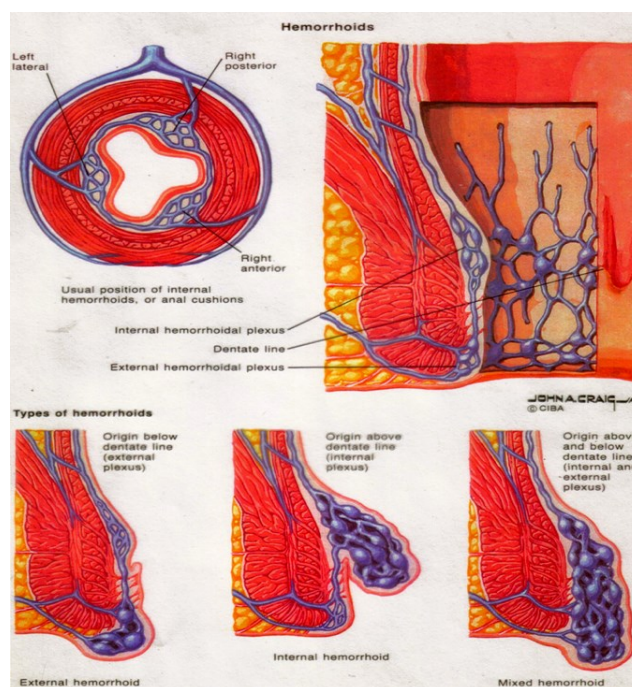 Hemorrhoids
Left
lateral
Right
posterior
Right
anterior
Usual position of internal
hemorrhoids, or anal cushions
Internal hemorrhoidal plexus
Dentate line
External hemorrhoidal plexus
JOHN A. CRAIG
© CIBA
Types of hemorrhoids
Origin below
dentate line
(external
plexus)
Origin above
dentate line
(internal
plexus)
Origin above
and below
dentate line
(internal an
external
plexus)
External hemorrhoid
Internal hemorrhoid
Mixed hemorrhoid